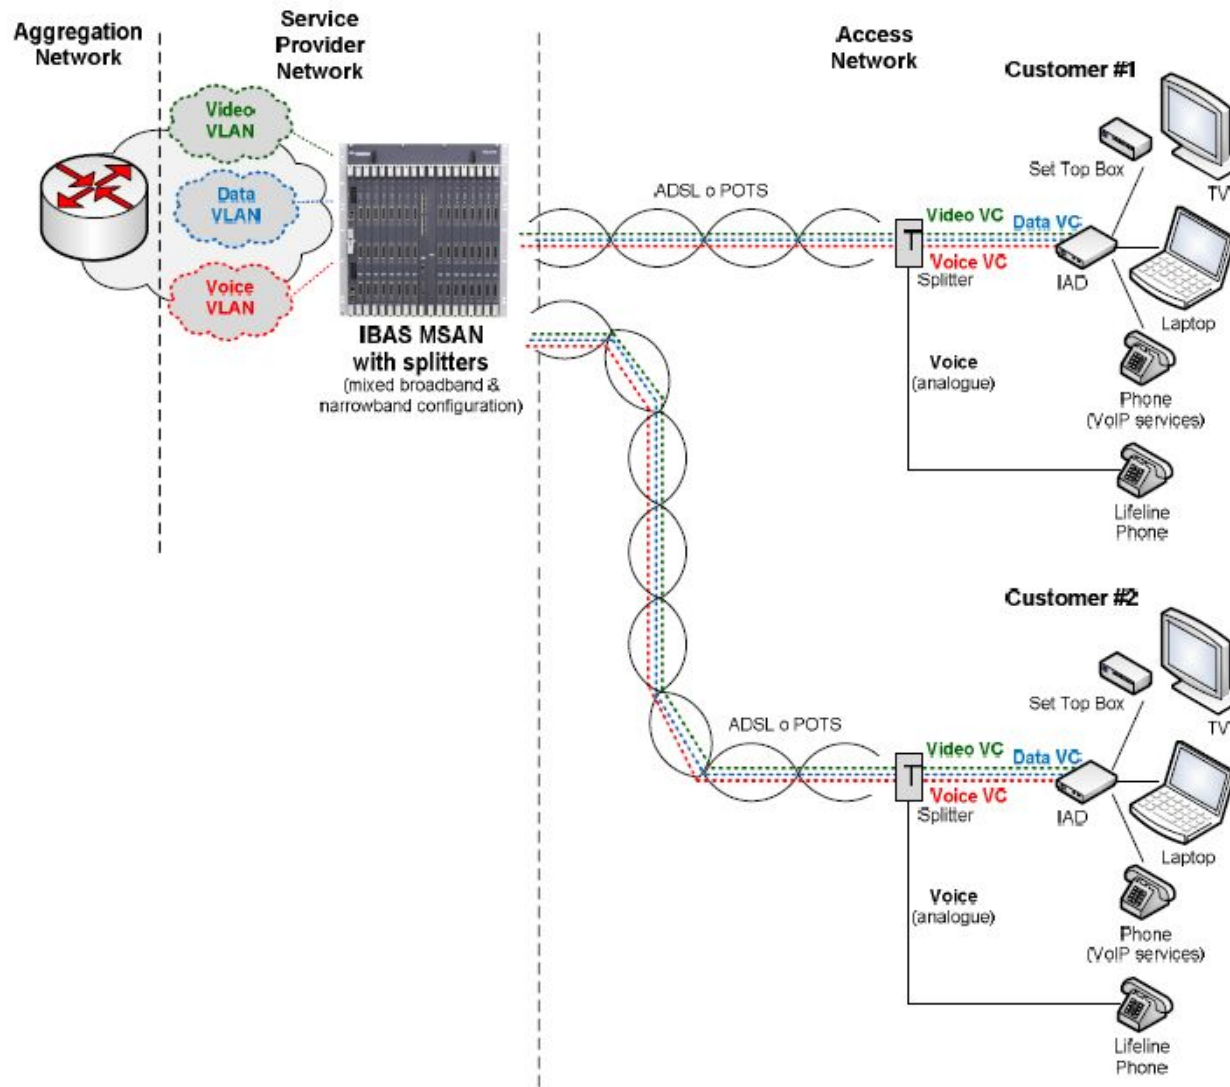 Aggregation
Network
Service
Provider
Network
Access
Network
Customer #1
Video
VLAN
Data
VLAN
Voice
VLAN
IBAS MSAN
with splitters
(mixed broadband &
narrowband configuration)
ADSL o POTS
Video VC
Data VC
Voice VC
Splitter
IAD
Set Top Box
TV
Laptop
Voice
(analogue)
Phone
(VoIP services)
Lifeline
Phone
Customer #2
ADSL o POTS
Video VC
Data VC
Voice VC
Splitter
IAD
Set Top Box
TV
Laptop
Voice
(analogue)
Phone
(VoIP services)
Lifeline
Phone